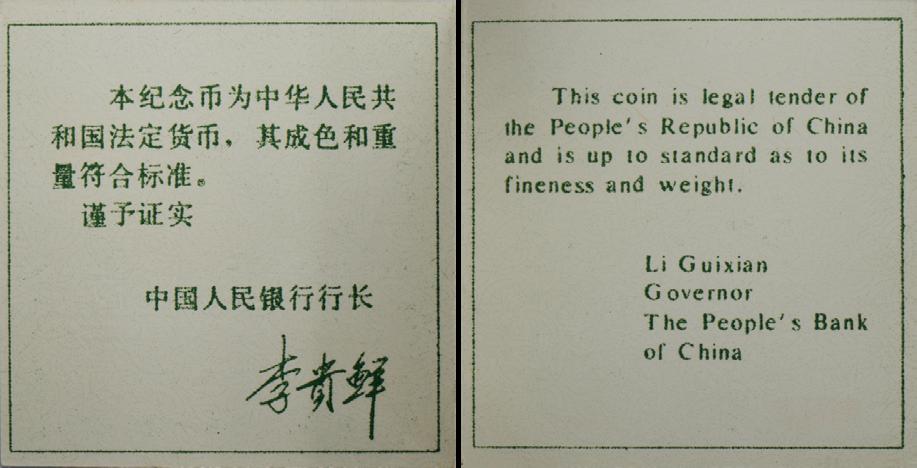 本纪念币为中华人民共
和国法定货币，其成色和重
量符合标准。
谨予证实
中国人民银行行长
李贵鲜
This coin is legal tender of
the People's Republic of China
and is up to standard as to its
fineness and weight.
Li Guixian
Governor
The People's Bank
of China